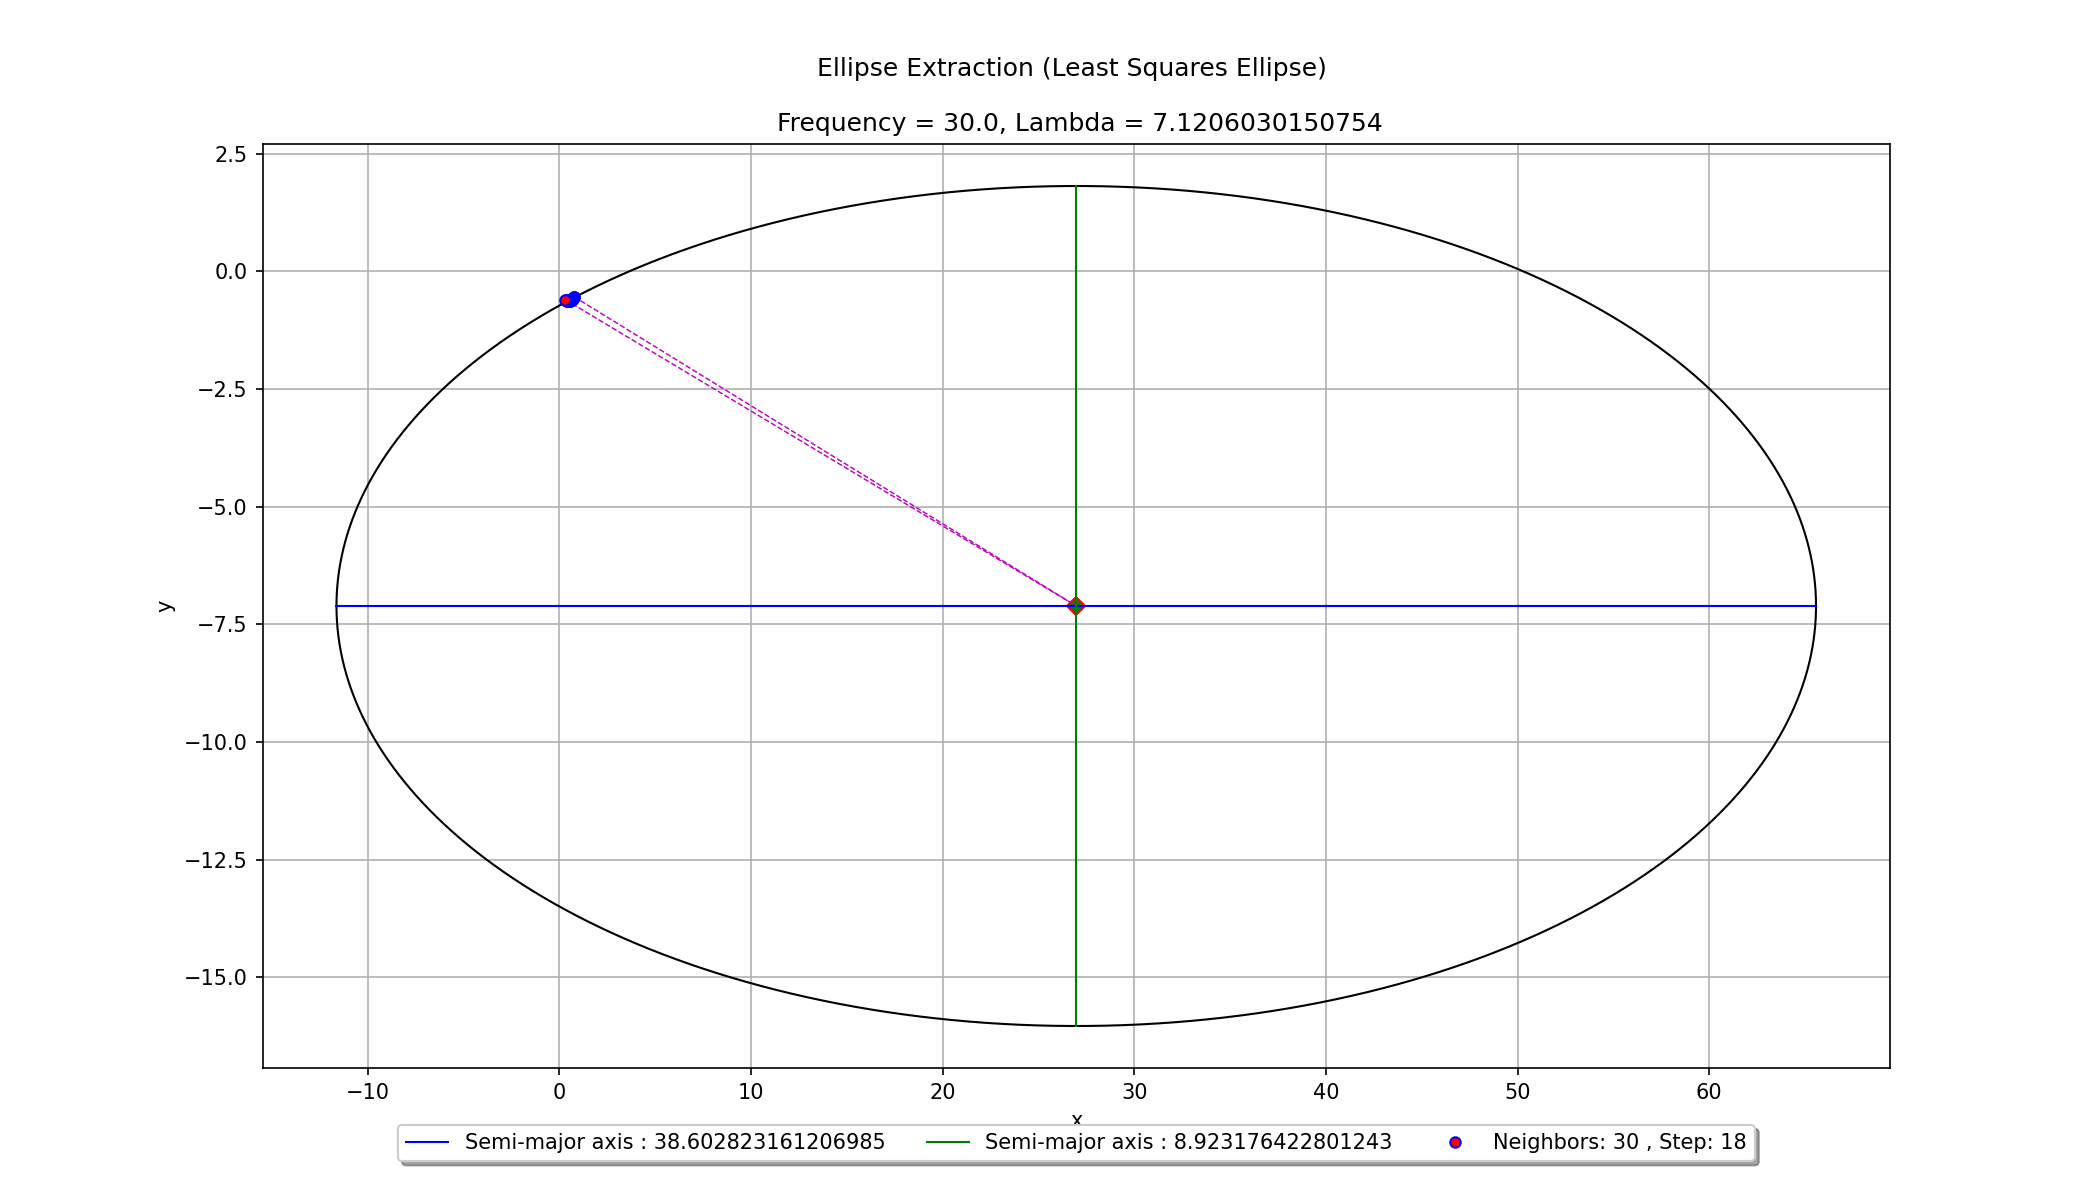 Ellipse Extraction (Least Squares Ellipse)
Frequency = 30.0, Lambda = 7.1206030150754
2.5
0.0
−2.5
−5.0
−7.5
−10.0
−12.5
−15.0
y
−10 0 10 20 30 40 50 60
x
Semi-major axis : 38.602823161206985 Semi-major axis : 8.923176422801243 Neighbors: 30 , Step: 18